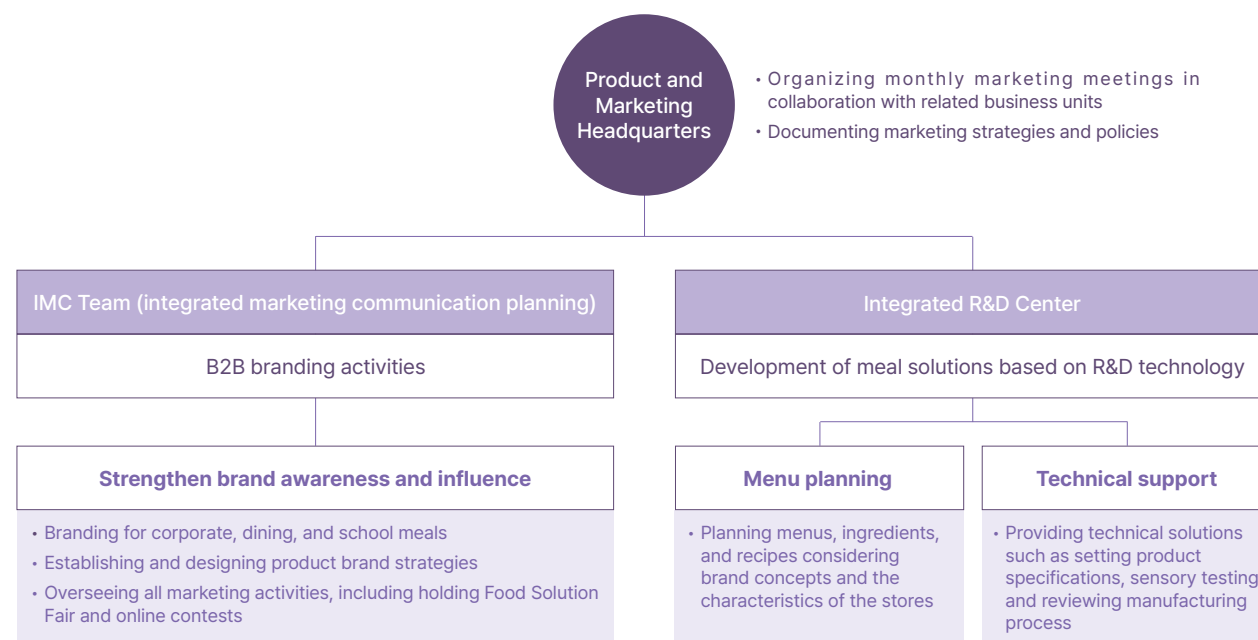 Product and
Marketing
Headquarters
• Organizing monthly marketing meetings in
collaboration with related business units
• Documenting marketing strategies and policies
IMC Team (integrated marketing communication planning)
B2B branding activities
Strengthen brand awareness and influence
• Branding for corporate, dining, and school meals
• Establishing and designing product brand strategies
• Overseeing all marketing activities, including holding Food Solution
Fair and online contests
Integrated R&D Center
Development of meal solutions based on R&D technology
Menu planning
• Planning menus, ingredients,
and recipes considering
brand concepts and the
characteristics of the stores
Technical support
• Providing technical solutions
such as setting product
specifications, sensory testing
and reviewing manufacturing
process